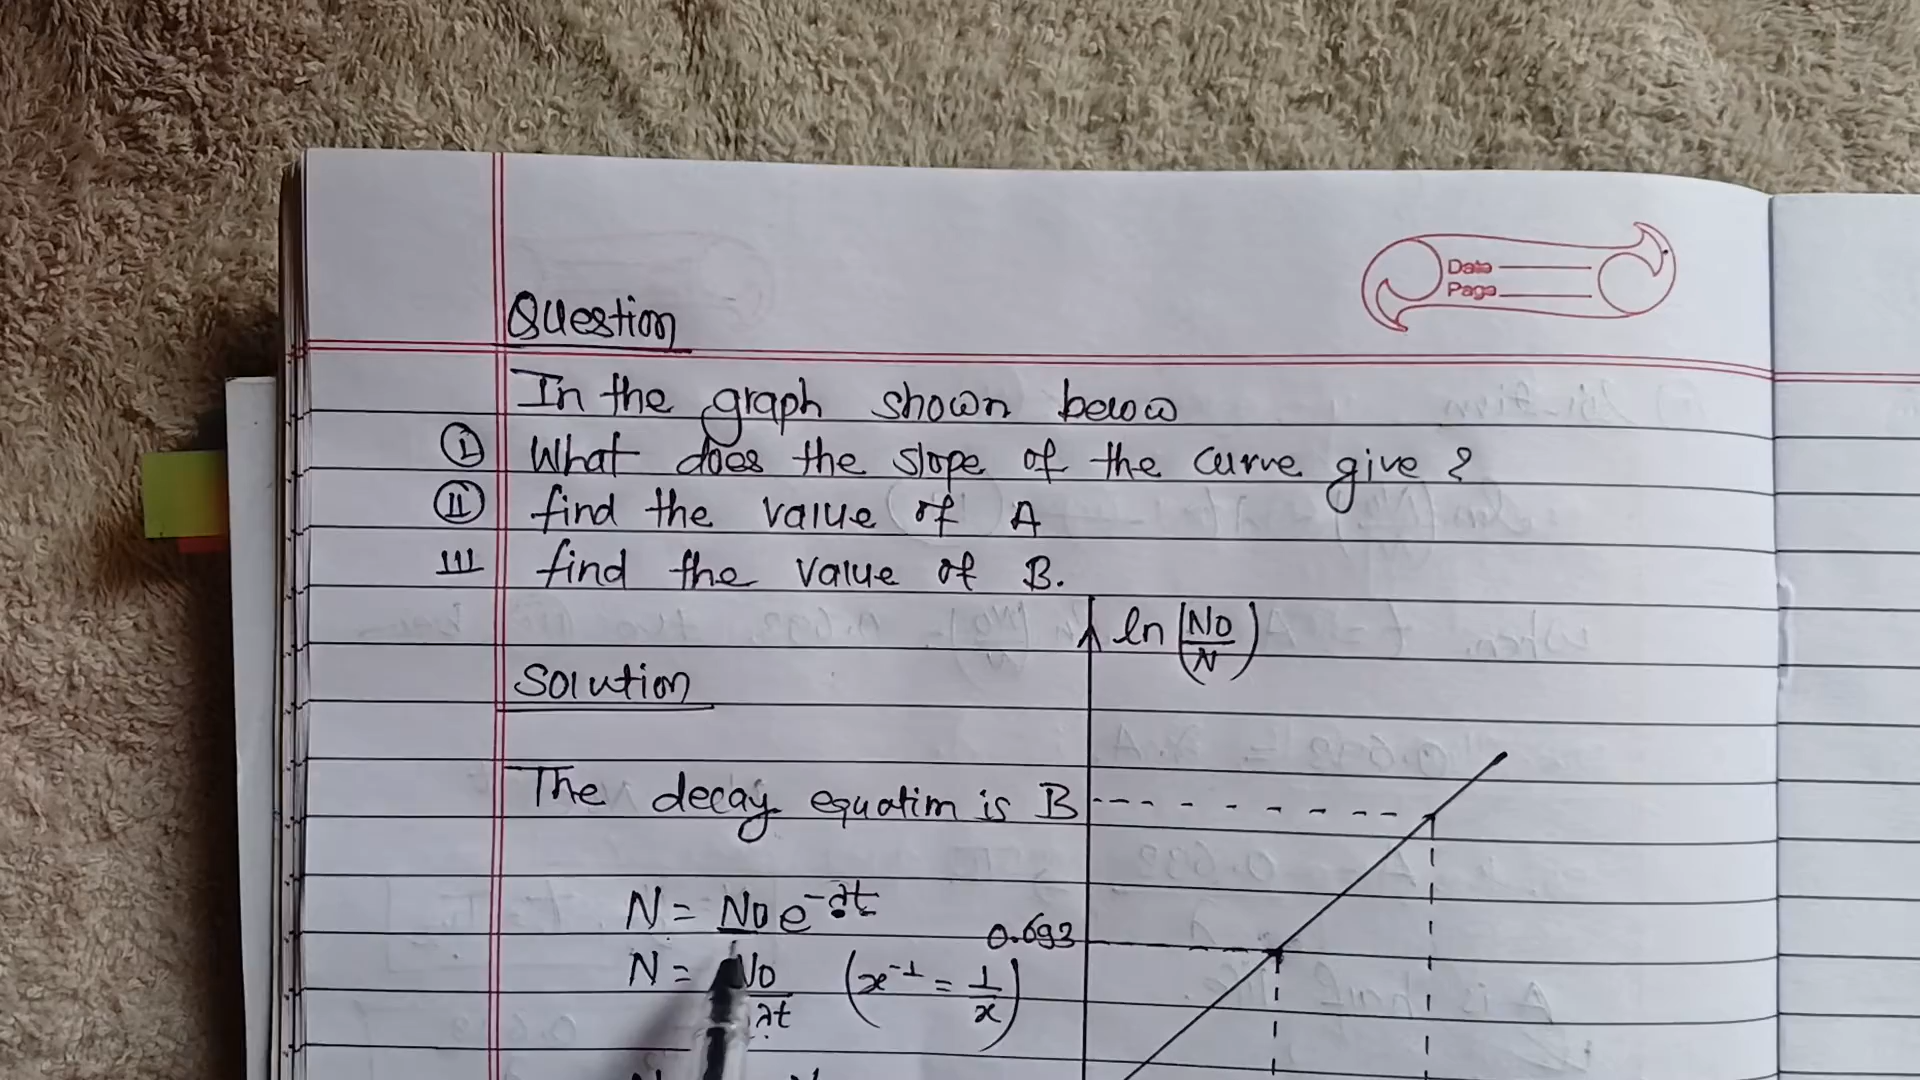 Date
Page
Question
In the graph shown below
I What does the slope of the curve give ?
II find the value of A
III find the value of B.
ln (No/N)
Solution
The decay equation is
B
N = No e^-λt
0.693
N = No/λt (x^-1 = 1/x)